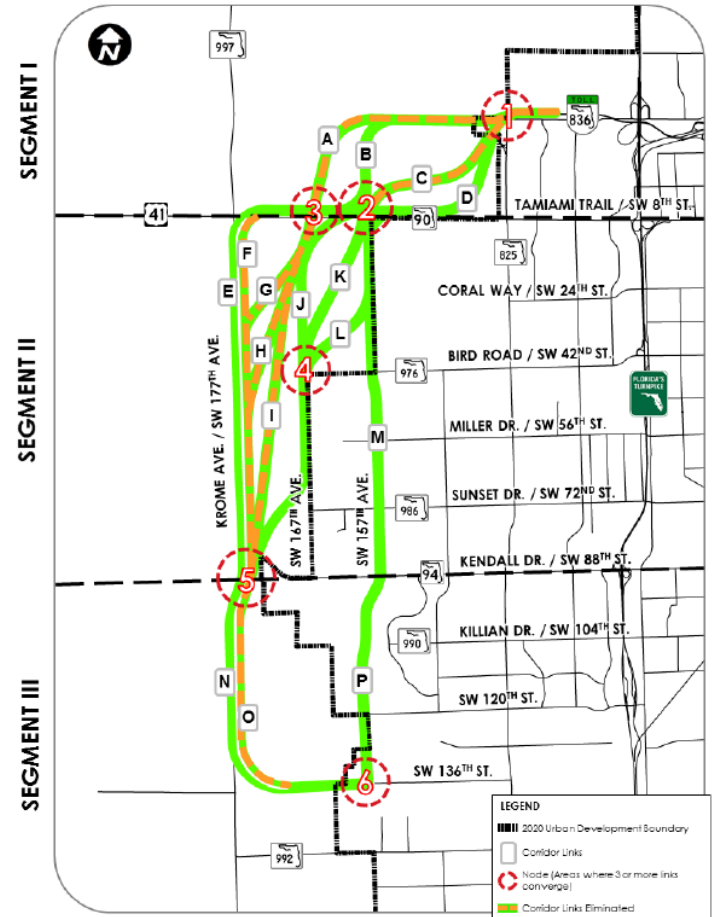 N
997
SEGMENT I
1
TOLL
836
A
B
C
D
3
2
41
90
TAMIAMI TRAIL / SW 8TH ST.
825
F
E
G
J
K
CORAL WAY / SW 24TH ST.
H
L
4
BIRD ROAD / SW 42ND ST.
976
I
FLORIDA'S
TURNPIKE
SEGMENT II
KROME AVE. / SW 177TH AVE.
M
MILLER DR. / SW 56TH ST.
SW 167TH AVE.
SW 157TH AVE.
SUNSET DR. / SW 72ND ST.
986
5
KENDALL DR. / SW 88TH ST.
94
KILLIAN DR. / SW 104TH ST.
990
N
O
P
SW 120TH ST.
SEGMENT III
SW 136TH ST.
6
992
LEGEND
2020 Urban Development Boundary
Corridor Links
Node (Areas where 3 or more links
converge)
Corridor Links Eliminated